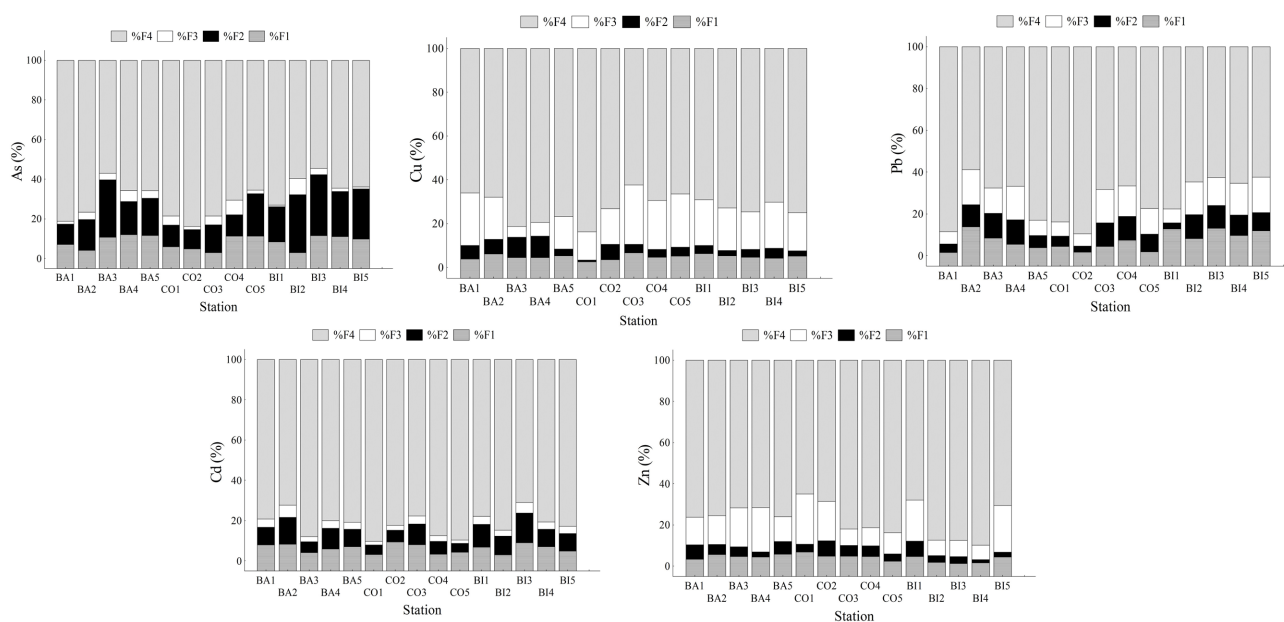 %F4 %F3 %F2 %F1
As (%)
100
80
60
40
20
0
BA1 BA3 BA5 CO2 CO4 BI1 BI3 BI5
BA2 BA4 CO1 CO3 CO5 BI2 BI4
Station
%F4 %F3 %F2 %F1
Cu (%)
100
80
60
40
20
0
BA1 BA3 BA5 CO2 CO4 BI1 BI3 BI5
BA2 BA4 CO1 CO3 CO5 BI2 BI4
Station
%F4 %F3 %F2 %F1
Pb (%)
100
80
60
40
20
0
BA1 BA3 BA5 CO2 CO4 BI1 BI3 BI5
BA2 BA4 CO1 CO3 CO5 BI2 BI4
Station
%F4 %F3 %F2 %F1
Cd (%)
100
80
60
40
20
0
BA1 BA3 BA5 CO2 CO4 BI1 BI3 BI5
BA2 BA4 CO1 CO3 CO5 BI2 BI4
Station
%F4 %F3 %F2 %F1
Zn (%)
100
80
60
40
20
0
BA1 BA3 BA5 CO2 CO4 BI1 BI3 BI5
BA2 BA4 CO1 CO3 CO5 BI2 BI4
Station